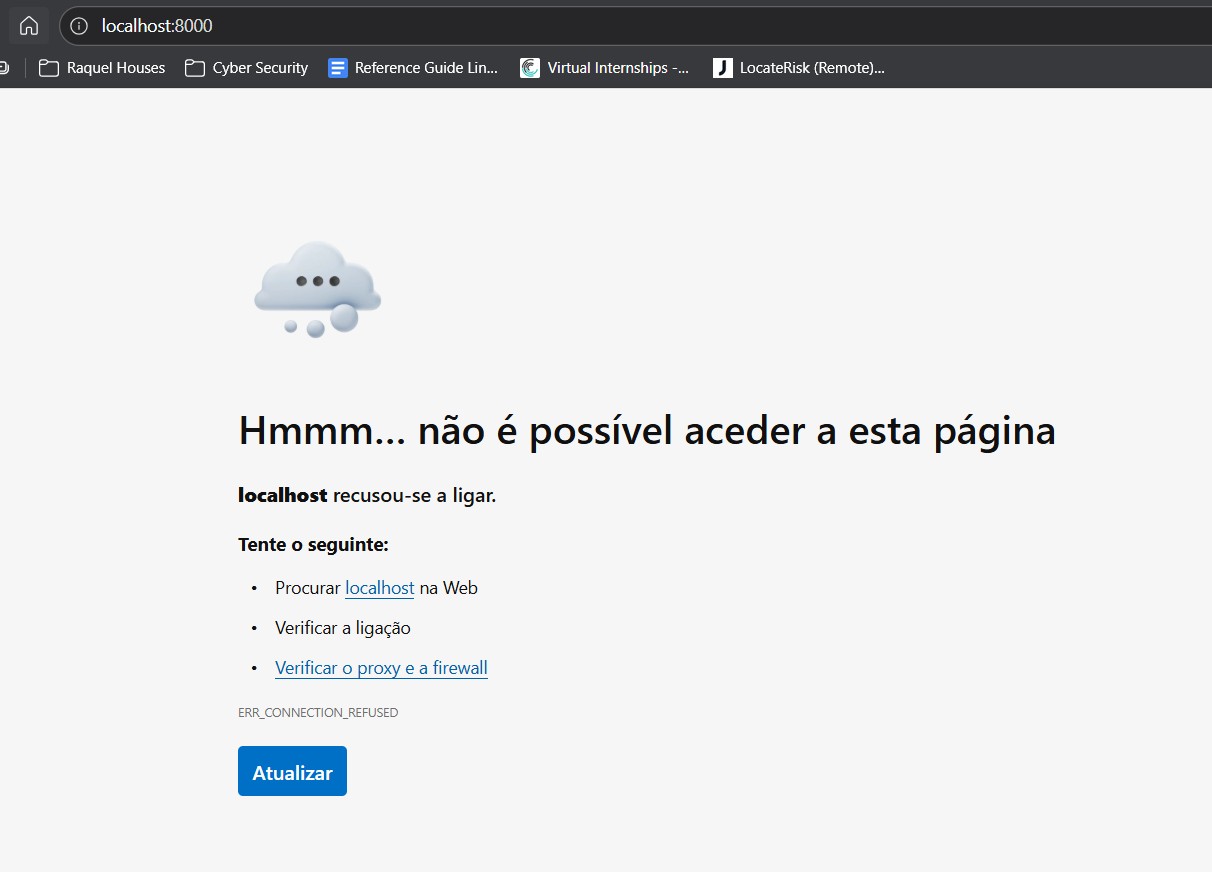 localhost:8000
Raquel Houses Cyber Security Reference Guide Lin... Virtual Internships -... LocateRisk (Remote)...
Hmmm... não é possível aceder a esta página
localhost recusou-se a ligar.
Tente o seguinte:
• Procurar localhost na Web
• Verificar a ligação
• Verificar o proxy e a firewall
ERR_CONNECTION_REFUSED
Atualizar